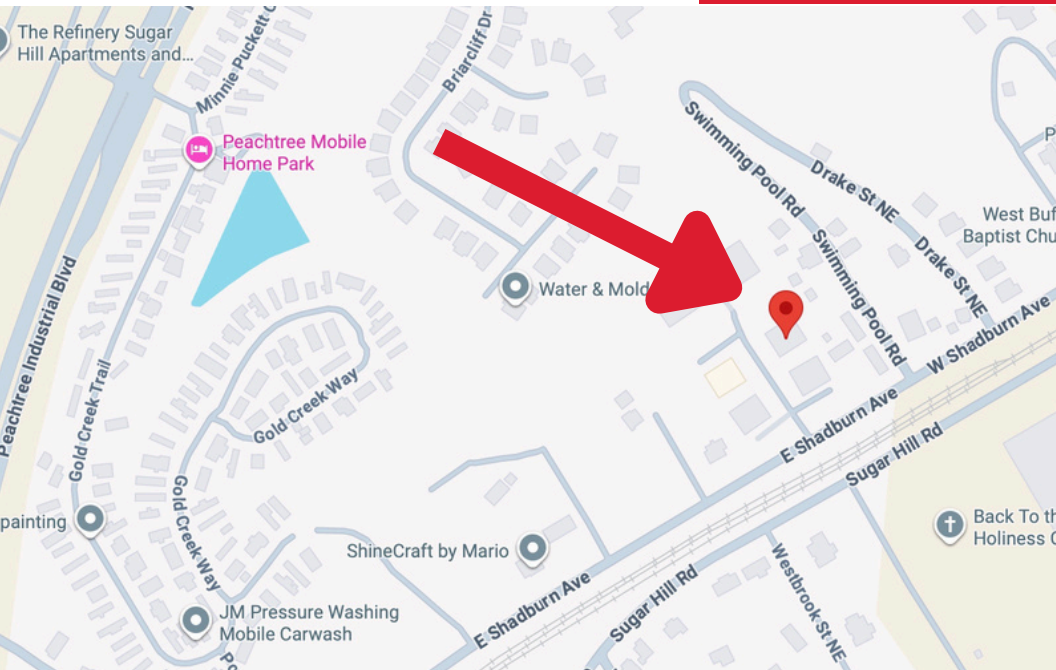 The Refinery Sugar
Hill Apartments and...
Minnie Puckett
Briarcliff Dr
Peachtree Mobile
Home Park
Swimming Pool Rd
Drake St NE
West Buf
Baptist Chu
Swimming Pool Rd
Drake St NE
Peachtree Industrial Blvd
Water & Mold
W Shadburn Ave
Gold Creek Trail
Gold Creek Way
E Shadburn Ave
Sugar Hill Rd
Gold Creek Way
painting
Back To th
Holiness C
ShineCraft by Mario
JM Pressure Washing
Mobile Carwash
E Shadburn Ave
Sugar Hill Rd
Westbrook St NE
Po